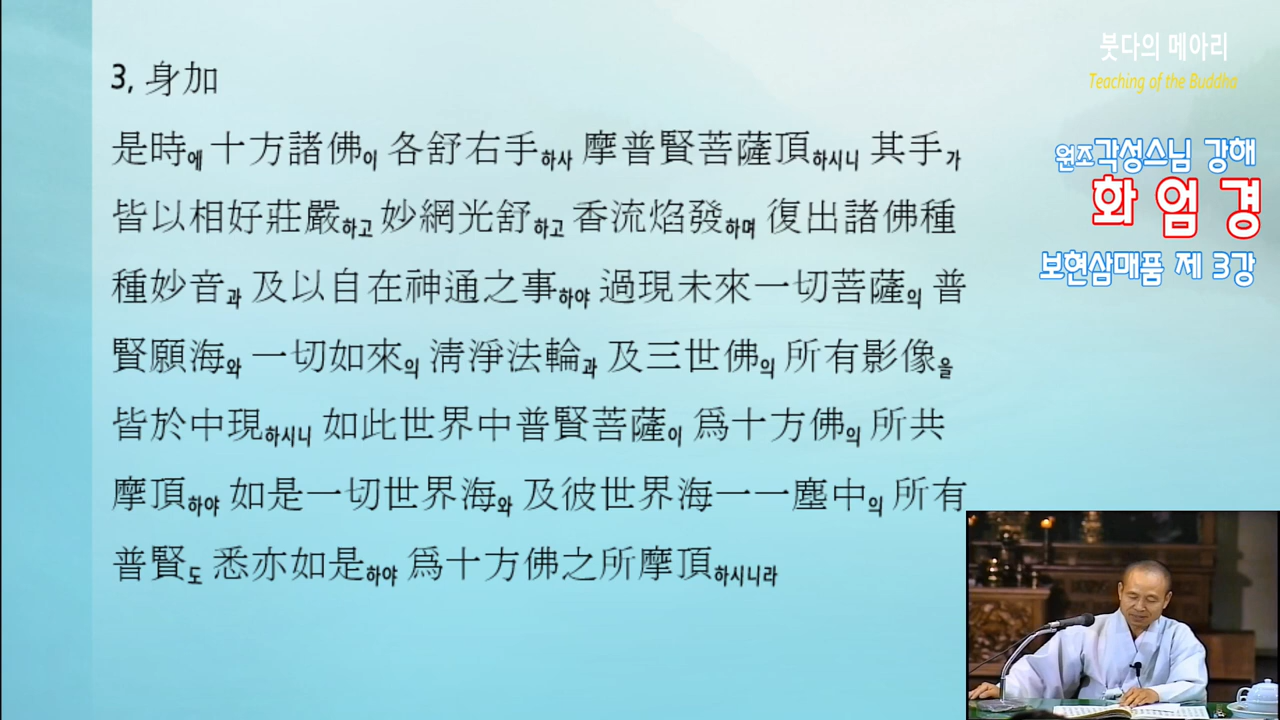 3, 身加
是時에 十方諸佛이 各舒右手하사 摩普賢菩薩頂하시니 其手가
皆以相好莊嚴하고 妙網光舒하고 香流焰發하며 復出諸佛種
種妙音과 及以自在神通之事하야 過現未來一切菩薩의 普
賢願海와 一切如來의 淸淨法輪과 及三世佛의 所有影像을
皆於中現하시니 如此世界中普賢菩薩이 爲十方佛의 所共
摩頂하야 如是一切世界海와 及彼世界海一一塵中의 所有
普賢도 悉亦如是하야 爲十方佛之所摩頂하시니라
붓다의 메아리
Teaching of the Buddha
원조각성스님 강해
화엄경
보현삼매품 제 3강